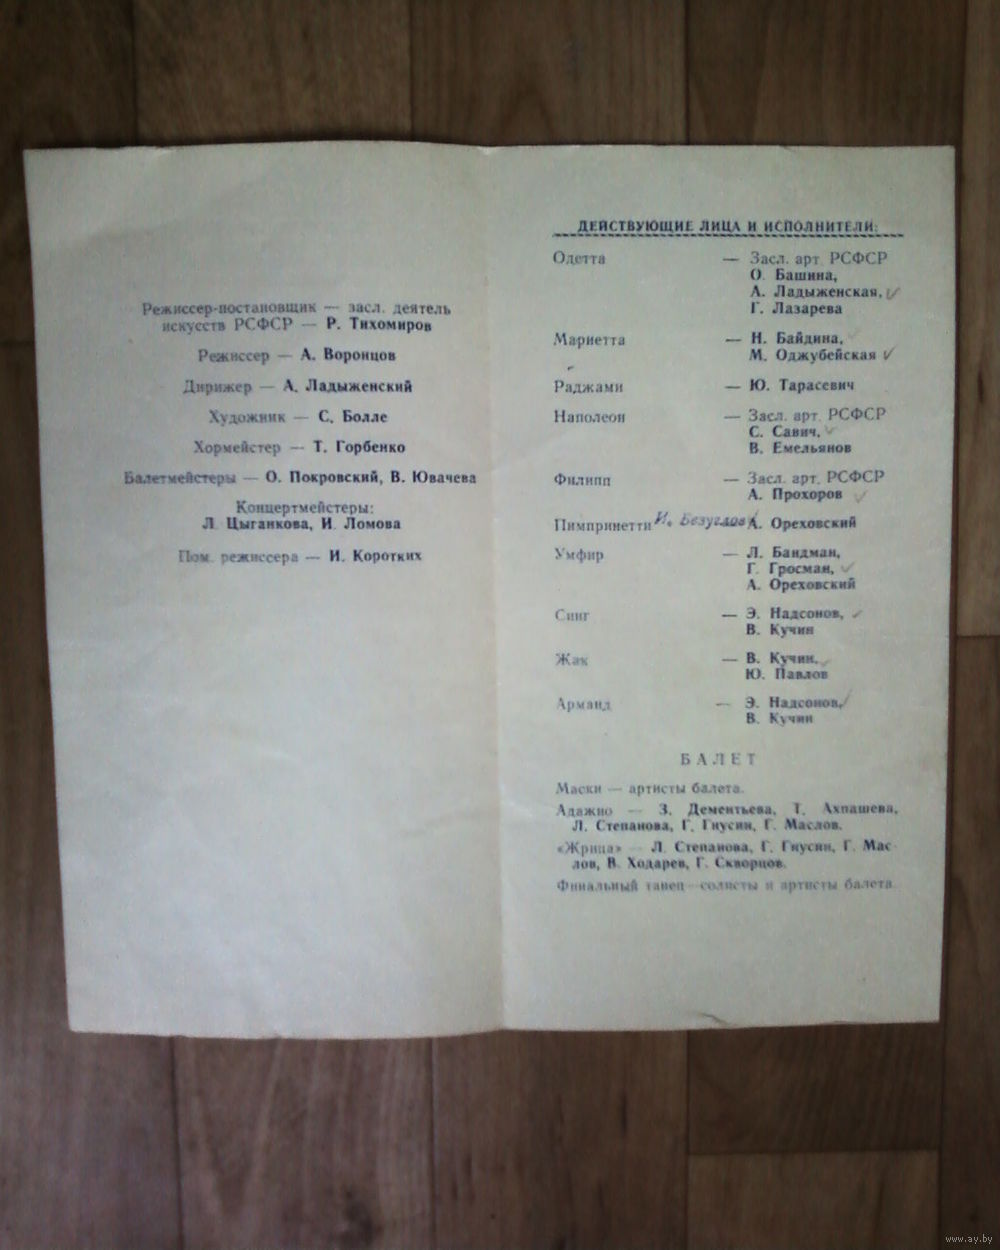 Режиссер-постановщик — засл. деятель
искусств РСФСР — Р. Тихомиров
Режиссер — А. Воронцов
Дирижер — А. Ладыженский
Художник — С. Болле
Хормейстер — Т. Горбенко
Балетмейстеры — О. Покровский, В. Ювачева
Концертмейстеры:
Л. Цыганкова, И. Ломова
Пом. режиссера — И. Коротких
ДЕЙСТВУЮЩИЕ ЛИЦА И ИСПОЛНИТЕЛИ:
Одетта — Засл. арт. РСФСР
О. Башина,
А. Ладыженская,
Г. Лазарева
Мариетта — Н. Байдина,
М. Оджубейская
Раджами — Ю. Тарасевич
Наполеон — Засл. арт. РСФСР
С. Савич,
В. Емельянов
Филипп — Засл. арт. РСФСР
А. Прохоров
Пимпринетти И. Безуглов А. Ореховский
Умфир — Л. Бандман,
Г. Гросман,
А. Ореховский
Синг — Э. Надсонов,
В. Кучин
Жак — В. Кучин,
Ю. Павлов
Арманд — Э. Надсонов,
В. Кучин
БАЛЕТ
Маски — артисты балета.
Адажио — З. Дементьева, Т. Ахпашева,
Л. Степанова, Г. Гнусин, Г. Маслов.
«Жрица» — Л. Степанова, Г. Гнусин, Г. Мас-
лов, В. Ходарев, Г. Скворцов.
Финальный танец—солисты и артисты балета.
www.ay.by